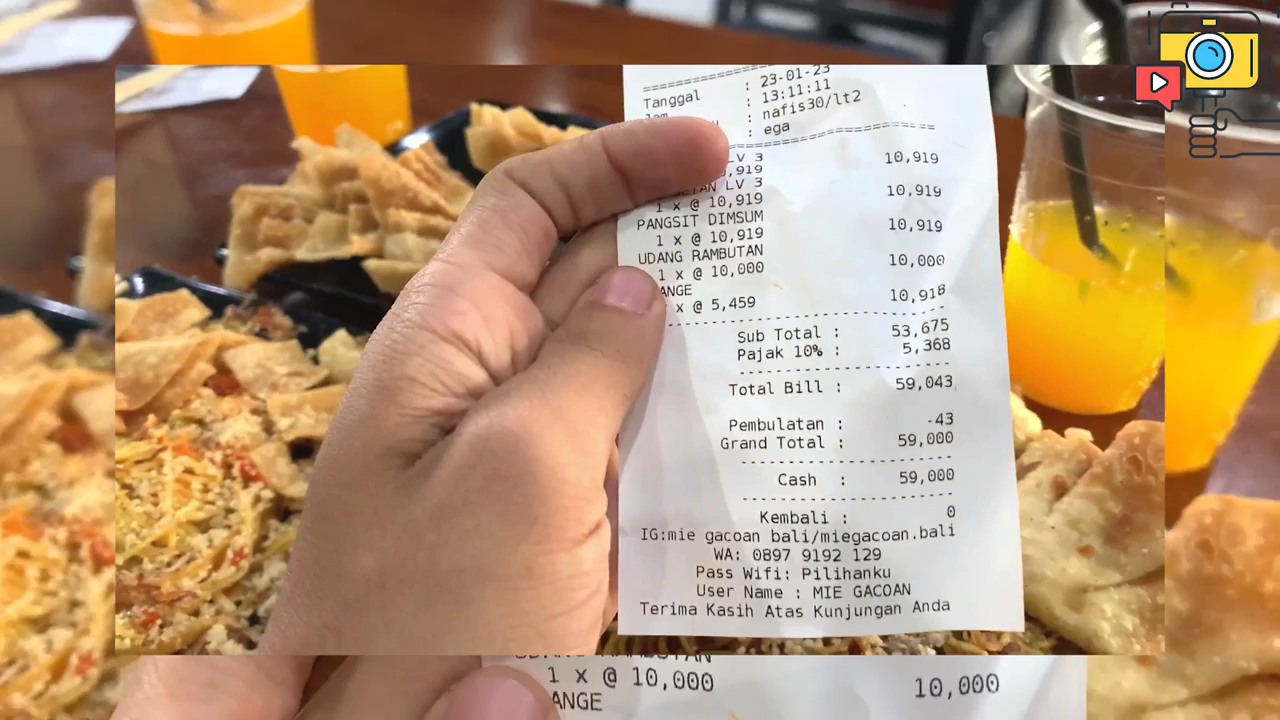 Tanggal : 23-01-23
: 13:11:11
: nafis30/lt2
: ega
LV 3 10,919
LV 3 10,919
1 x @ 10,919
PANGSIT DIMSUM 10,919
1 x @ 10,919
UDANG RAMBUTAN 10,000
1 x @ 10,000
ANGE 10,918
x @ 5,459
Sub Total : 53,675
Pajak 10% : 5,368
Total Bill : 59,043
Pembulatan : -43
Grand Total : 59,000
Cash : 59,000
Kembali : 0
IG:mie gacoan bali/miegacoan.bali
WA: 0897 9192 129
Pass Wifi: Pilihanku
User Name : MIE GACOAN
Terima Kasih Atas Kunjungan Anda
1 x @ 10,000 10,000
ANGE